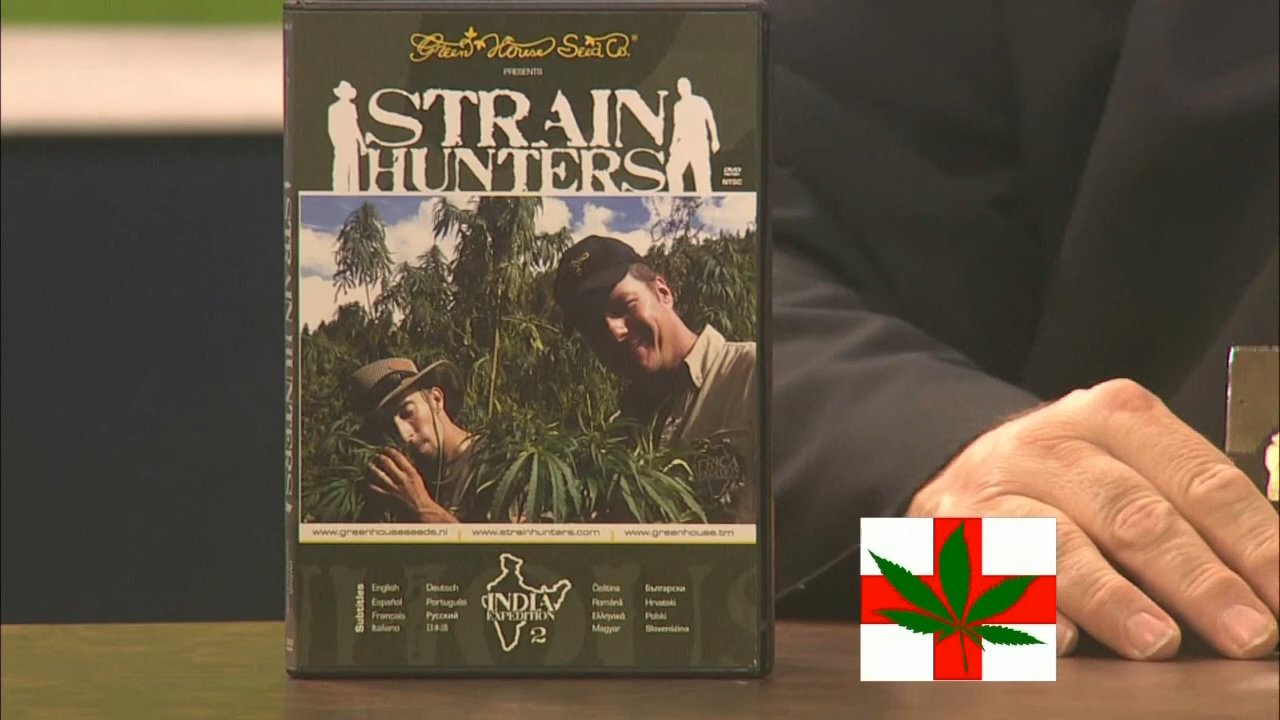 Green House Seed Co.®
PRESENTS
STRAIN
HUNTERS
DVD
NTSC
www.greenhouseseeds.nl
www.strainhunters.com
www.greenhouse.tm
Subtitles
English
Español
Français
Italiano
Deutsch
Português
Русский
日本語
INDIA
EXPEDITION
2
Čeština
Română
Ελληνικά
Magyar
Български
Hrvatski
Polski
Slovenščina
STRAIN HUNTERS